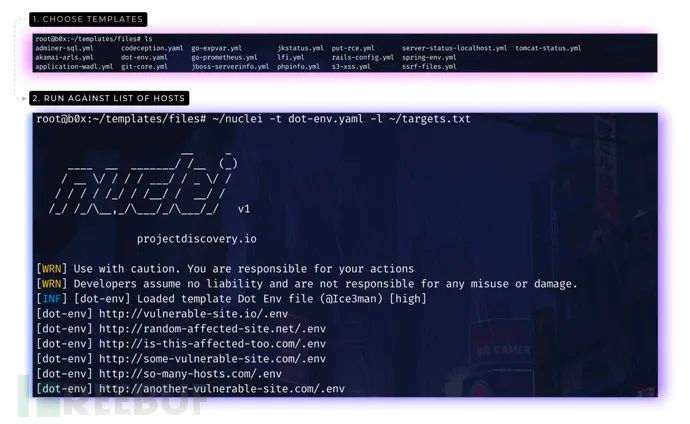 1. CHOOSE TEMPLATES
root@b0x:~/templates/files# ls
adminer-sql.yml codeception.yaml go-expvar.yml jkstatus.yml put-rce.yml server-status-localhost.yml tomcat-status.yml
akamai-arls.yml dot-env.yaml go-prometheus.yml lfi.yml rails-config.yml spring-env.yml
application-wadl.yml git-core.yml jboss-serverinfo.yml phpinfo.yml s3-xss.yml ssrf-files.yml
2. RUN AGAINST LIST OF HOSTS
root@b0x:~/templates/files# ~/nuclei -t dot-env.yaml -l ~/targets.txt
nuclei v1
projectdiscovery.io
[WRN] Use with caution. You are responsible for your actions
[WRN] Developers assume no liability and are not responsible for any misuse or damage.
[INF] [dot-env] Loaded template Dot Env file (@Ice3man) [high]
[dot-env] http://vulnerable-site.io/.env
[dot-env] http://random-affected-site.net/.env
[dot-env] http://is-this-affected-too.com/.env
[dot-env] http://some-vulnerable-site.com/.env
[dot-env] http://so-many-hosts.com/.env
[dot-env] http://another-vulnerable-site.com/.env
REEBUF